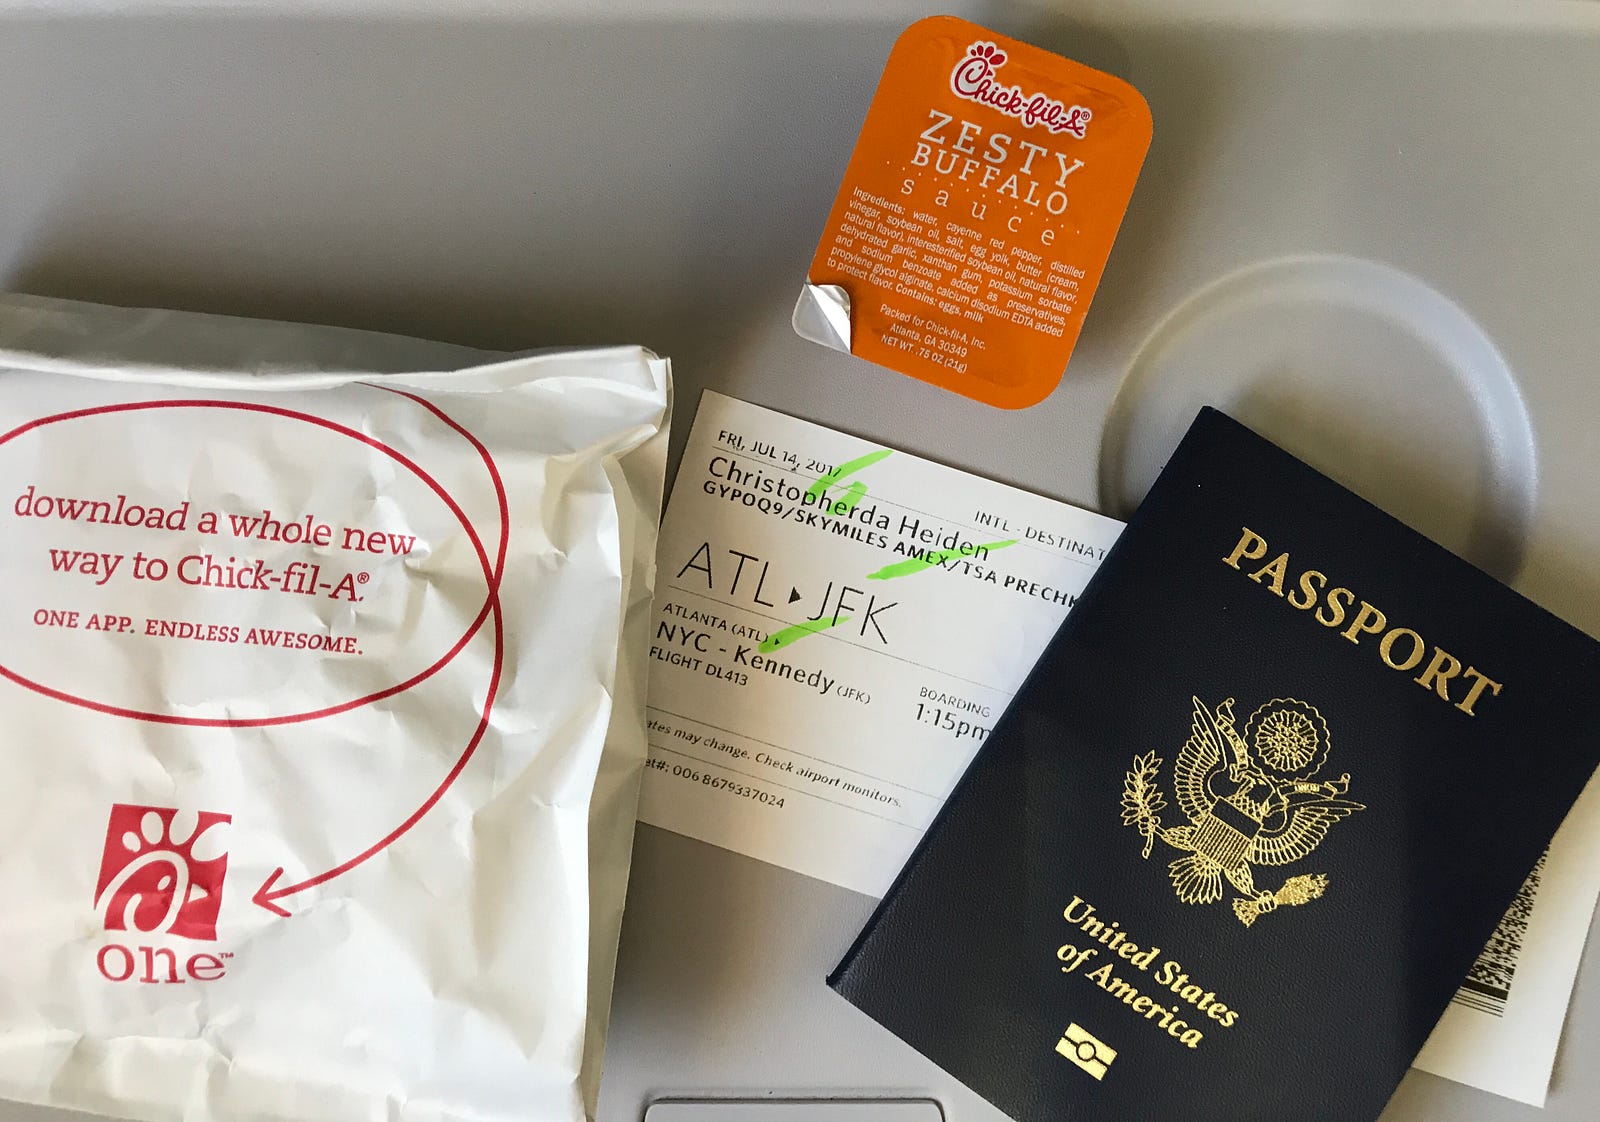 download a whole new
way to Chick-fil-A®.
ONE APP. ENDLESS AWESOME.
one™
Chick-fil-A®
ZESTY
BUFFALO
sauce
Ingredients: water, cayenne red pepper, distilled
vinegar, soybean oil, salt, egg yolk, butter (cream,
natural flavor), interesterified soybean oil, natural flavor,
dehydrated garlic, xanthan gum, potassium sorbate
and sodium benzoate added as preservatives,
propylene glycol alginate, calcium disodium EDTA added
to protect flavor. Contains: eggs, milk
Packed for Chick-fil-A, Inc.
Atlanta, GA 30349
NET WT. .75 OZ (21g)
FRI, JUL 14, 2017
Christopherda Heiden
GYPOQ9/SKYMILES AMEX/TSA PRECHK
INTL - DESTINAT
ATL ▸ JFK
ATLANTA (ATL) ▸
NYC - Kennedy (JFK)
FLIGHT DL413
BOARDING
1:15pm
ates may change. Check airport monitors.
et#: 006 8679337024
PASSPORT
United States
of America